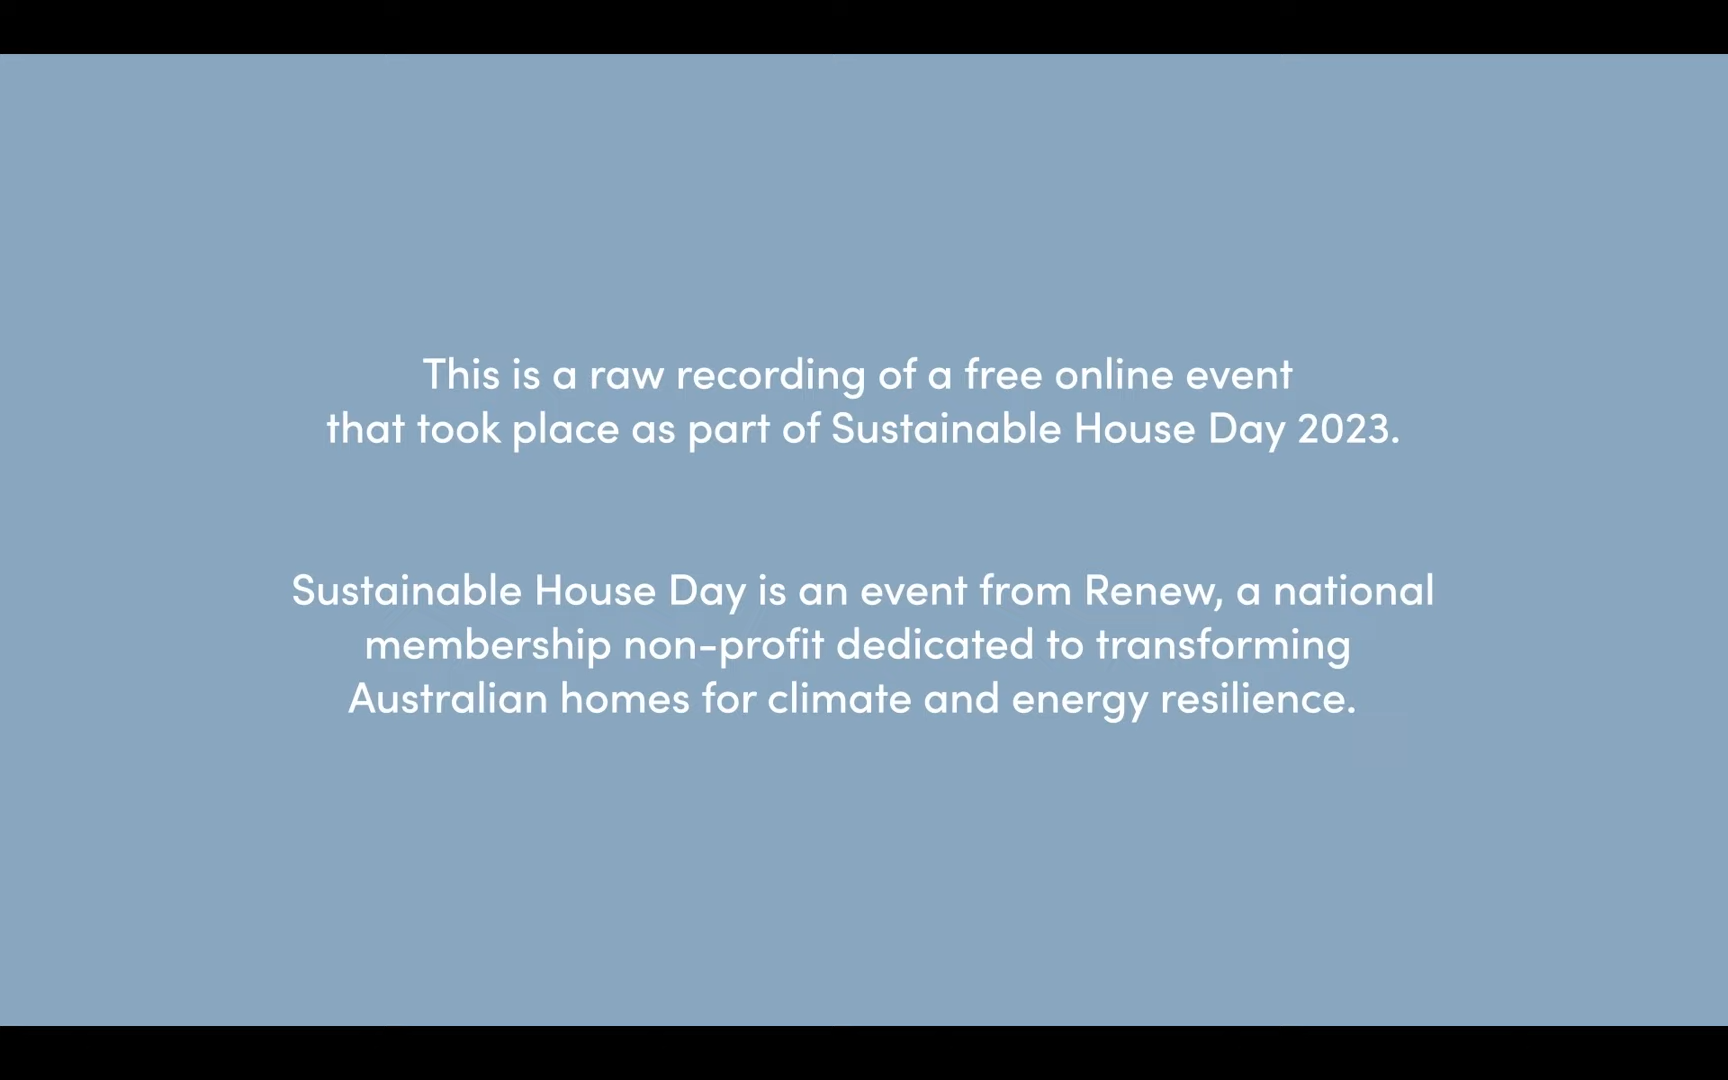 This is a raw recording of a free online event
that took place as part of Sustainable House Day 2023.
Sustainable House Day is an event from Renew, a national
membership non-profit dedicated to transforming
Australian homes for climate and energy resilience.